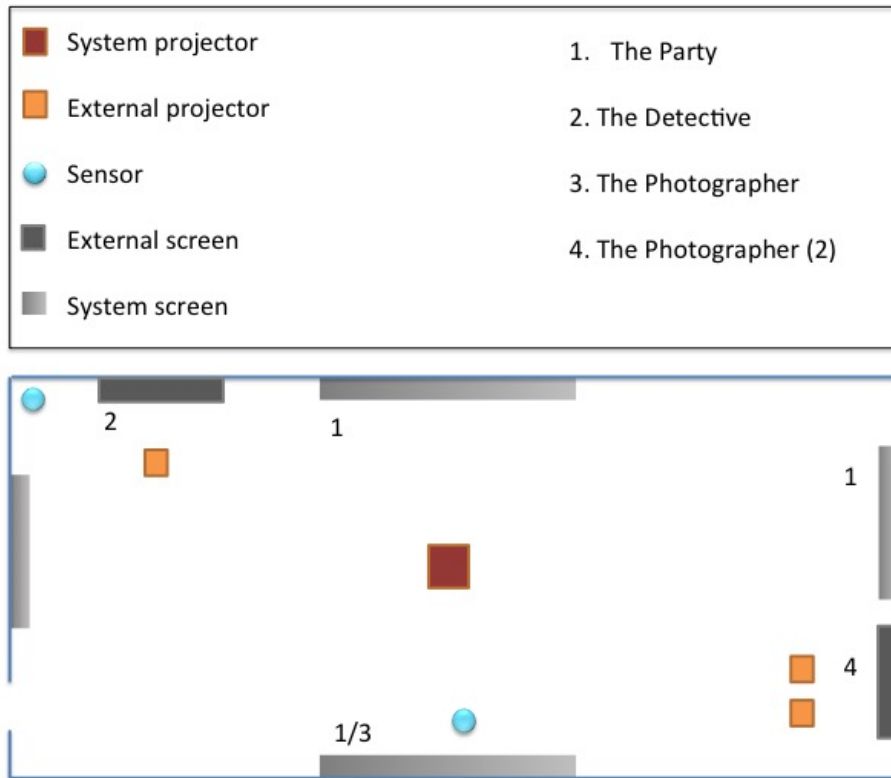 System projector
External projector
Sensor
External screen
System screen
1. The Party
2. The Detective
3. The Photographer
4. The Photographer (2)
2
1
1
4
1/3